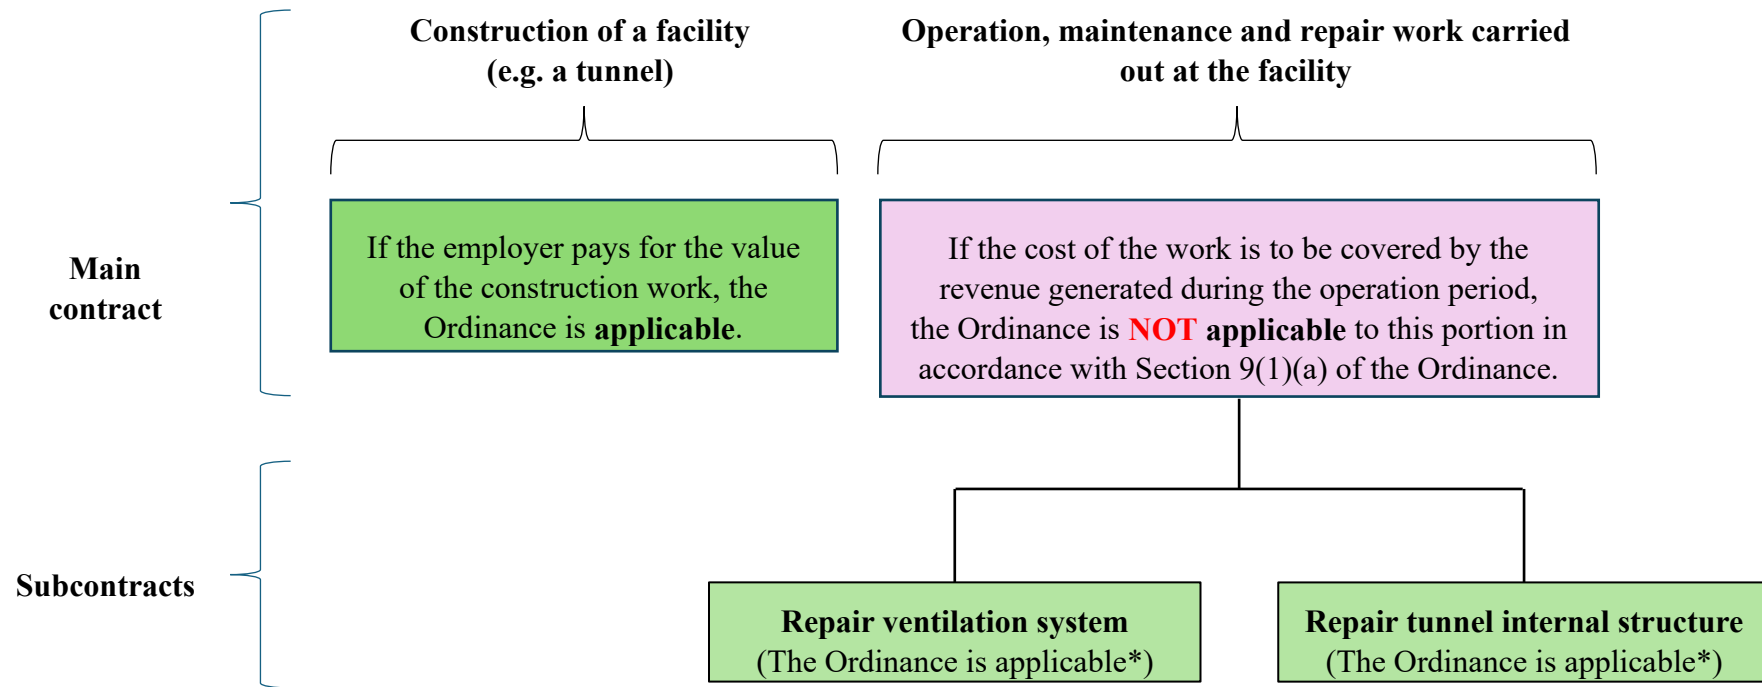 Construction of a facility
(e.g. a tunnel)
Operation, maintenance and repair work carried
out at the facility
Main
contract
If the employer pays for the value
of the construction work, the
Ordinance is applicable.
If the cost of the work is to be covered by the
revenue generated during the operation period,
the Ordinance is NOT applicable to this portion in
accordance with Section 9(1)(a) of the Ordinance.
Subcontracts
Repair ventilation system
(The Ordinance is applicable*)
Repair tunnel internal structure
(The Ordinance is applicable*)